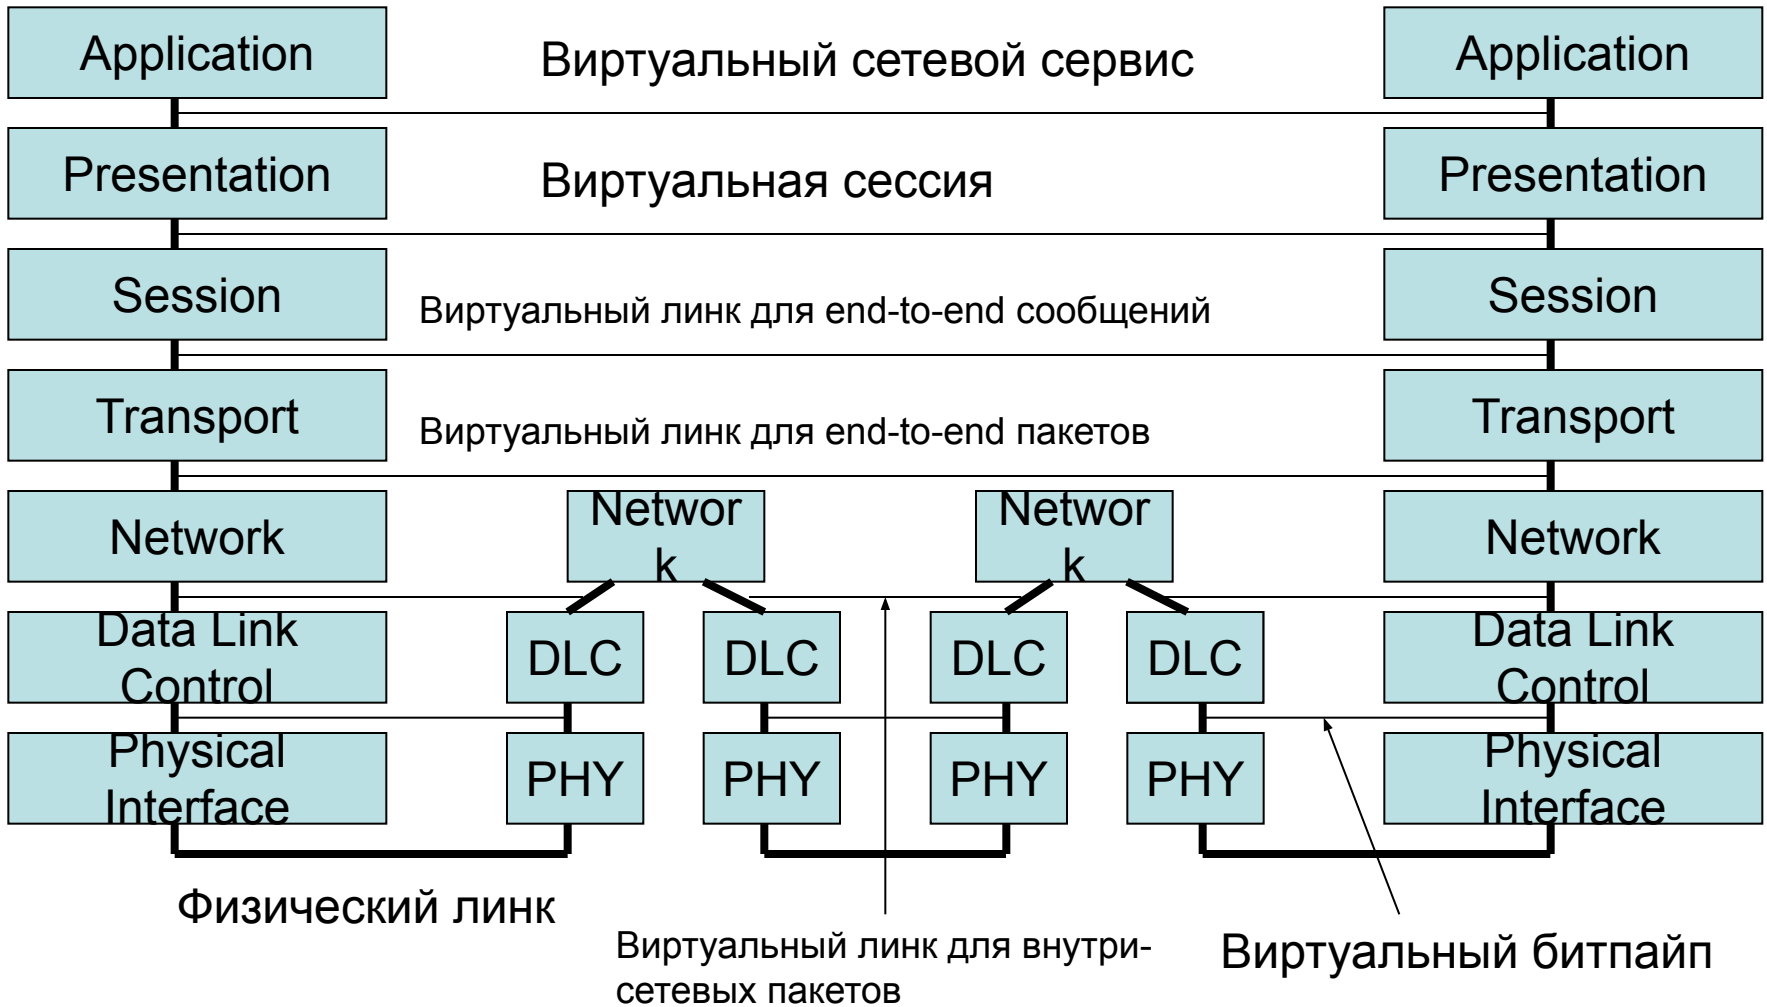 Application
Виртуальный сетевой сервис
Application
Presentation
Виртуальная сессия
Presentation
Session
Виртуальный линк для end-to-end сообщений
Session
Transport
Виртуальный линк для end-to-end пакетов
Transport
Network
Networ
k
Networ
k
Network
Data Link
Control
DLC
DLC
DLC
DLC
Data Link
Control
Physical
Interface
PHY
PHY
PHY
PHY
Physical
Interface
Физический линк
Виртуальный линк для внутри-
сетевых пакетов
Виртуальный битпайп